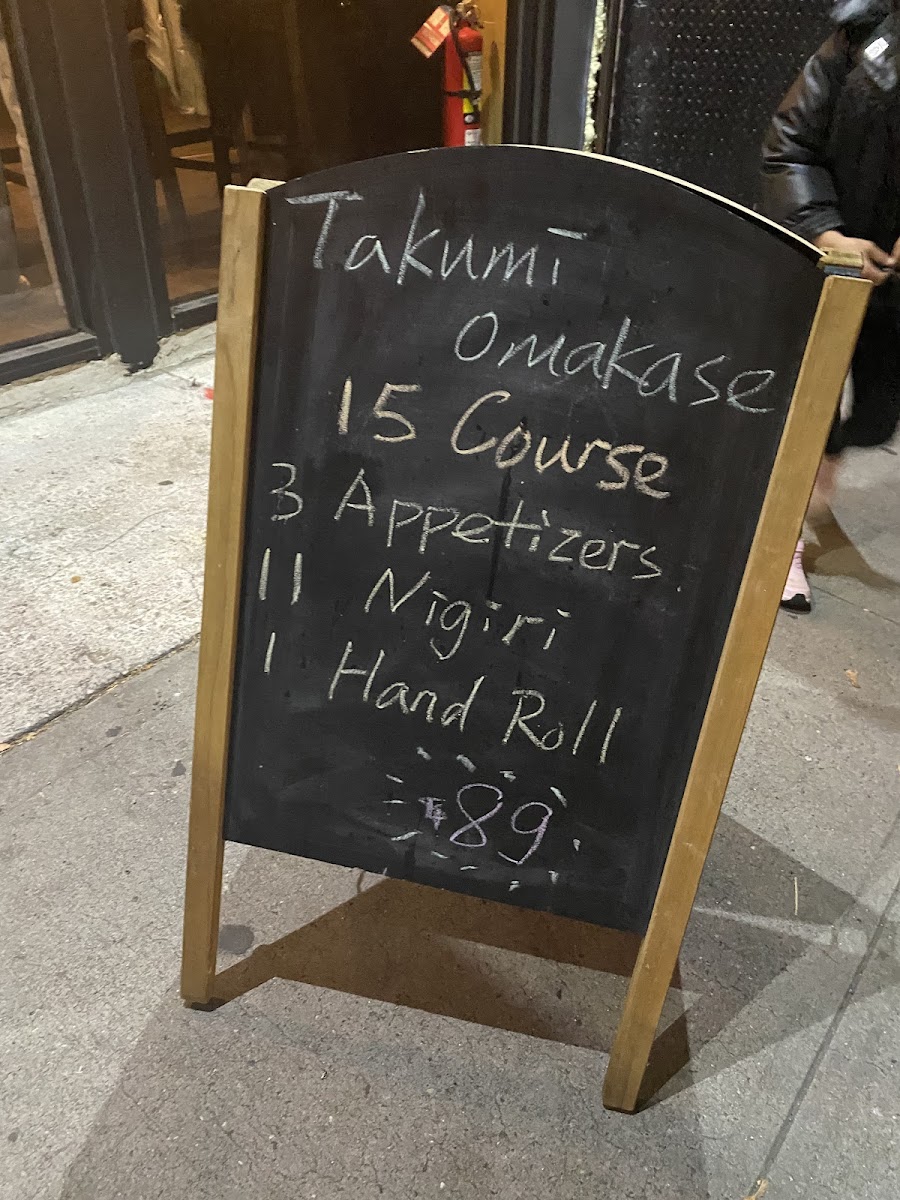 Takumi
Omakase
15 Course
3 Appetizers
11 Nigiri
1 Hand Roll
$89